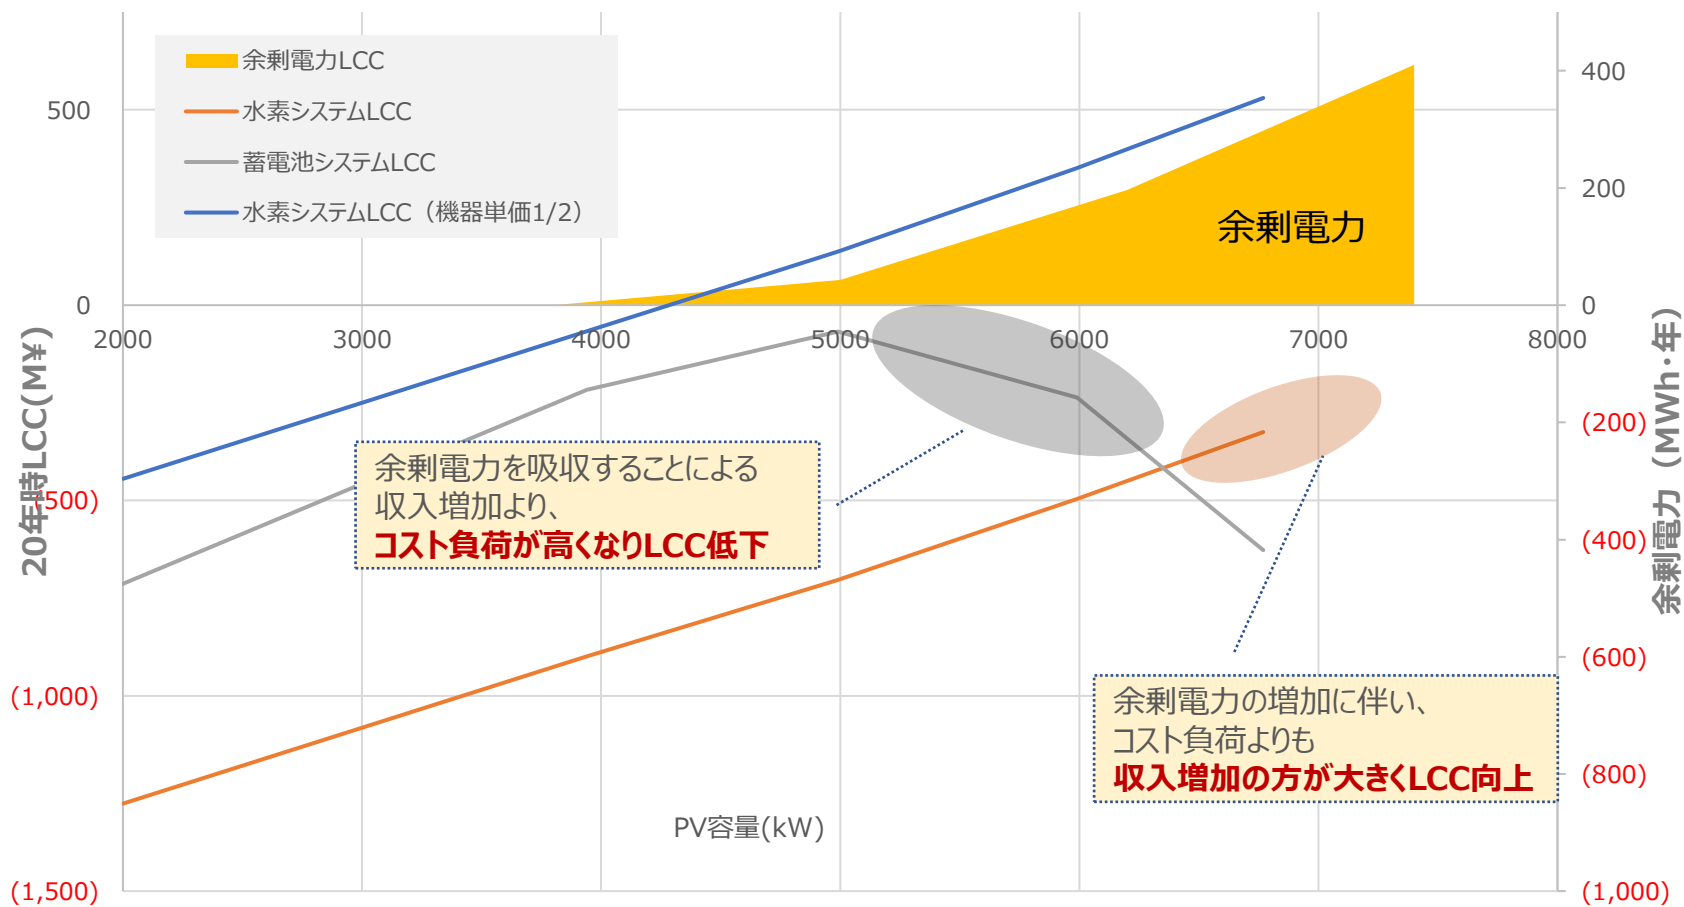 余剰電力LCC
水素システムLCC
蓄電池システムLCC
水素システムLCC（機器単価1/2）
500
0
(500)
(1,000)
(1,500)
20年時LCC(M¥)
2000
3000
4000
5000
6000
7000
8000
400
200
0
(200)
(400)
(600)
(800)
(1,000)
余剰電力（MWh・年）
余剰電力
余剰電力を吸収することによる
収入増加より、
コスト負荷が高くなりLCC低下
余剰電力の増加に伴い、
コスト負荷よりも
収入増加の方が大きくLCC向上
PV容量(kW)